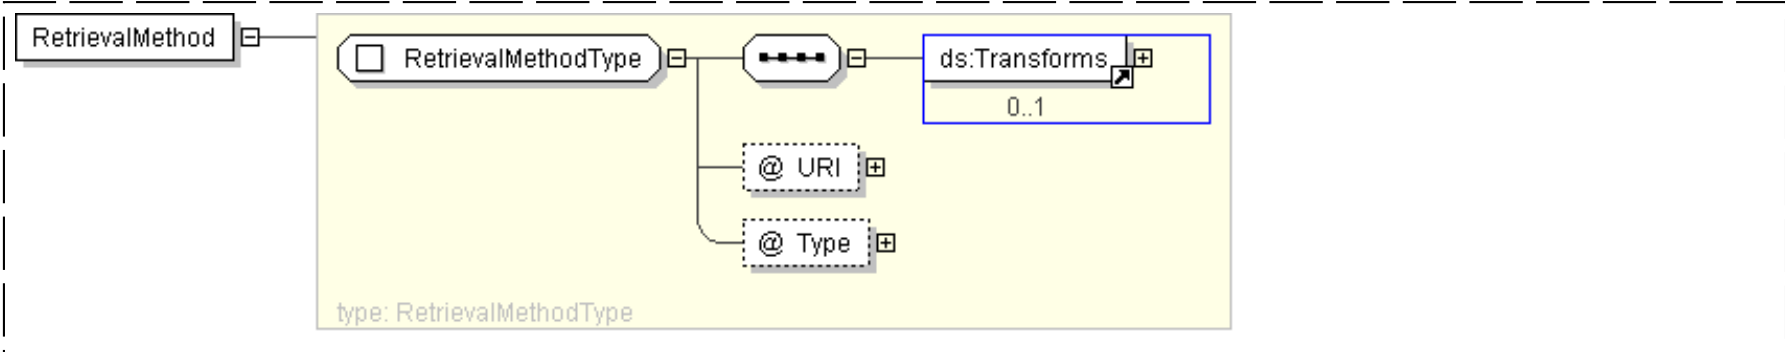 RetrievalMethod
RetrievalMethodType
ds:Transforms
0..1
@ URI
@ Type
type: RetrievalMethodType